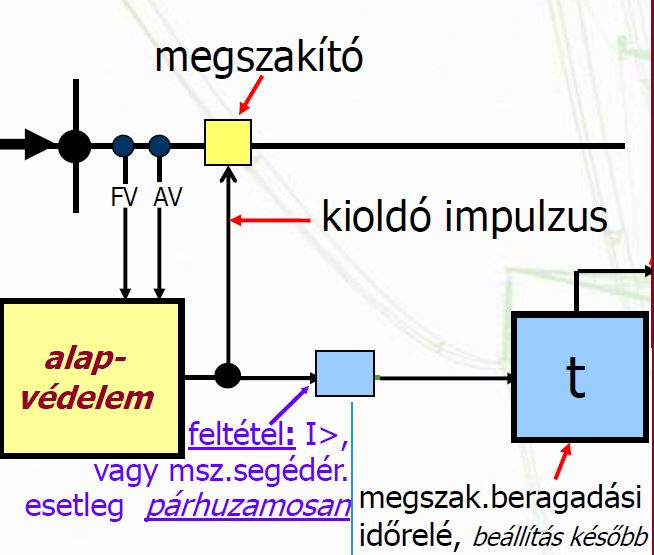 megszakító
FV AV
kioldó impulzus
alap-
védelem
t
feltétel: I>,
vagy msz.segédér.
esetleg párhuzamosan
megszak.beragadási
időrelé, beállítás később